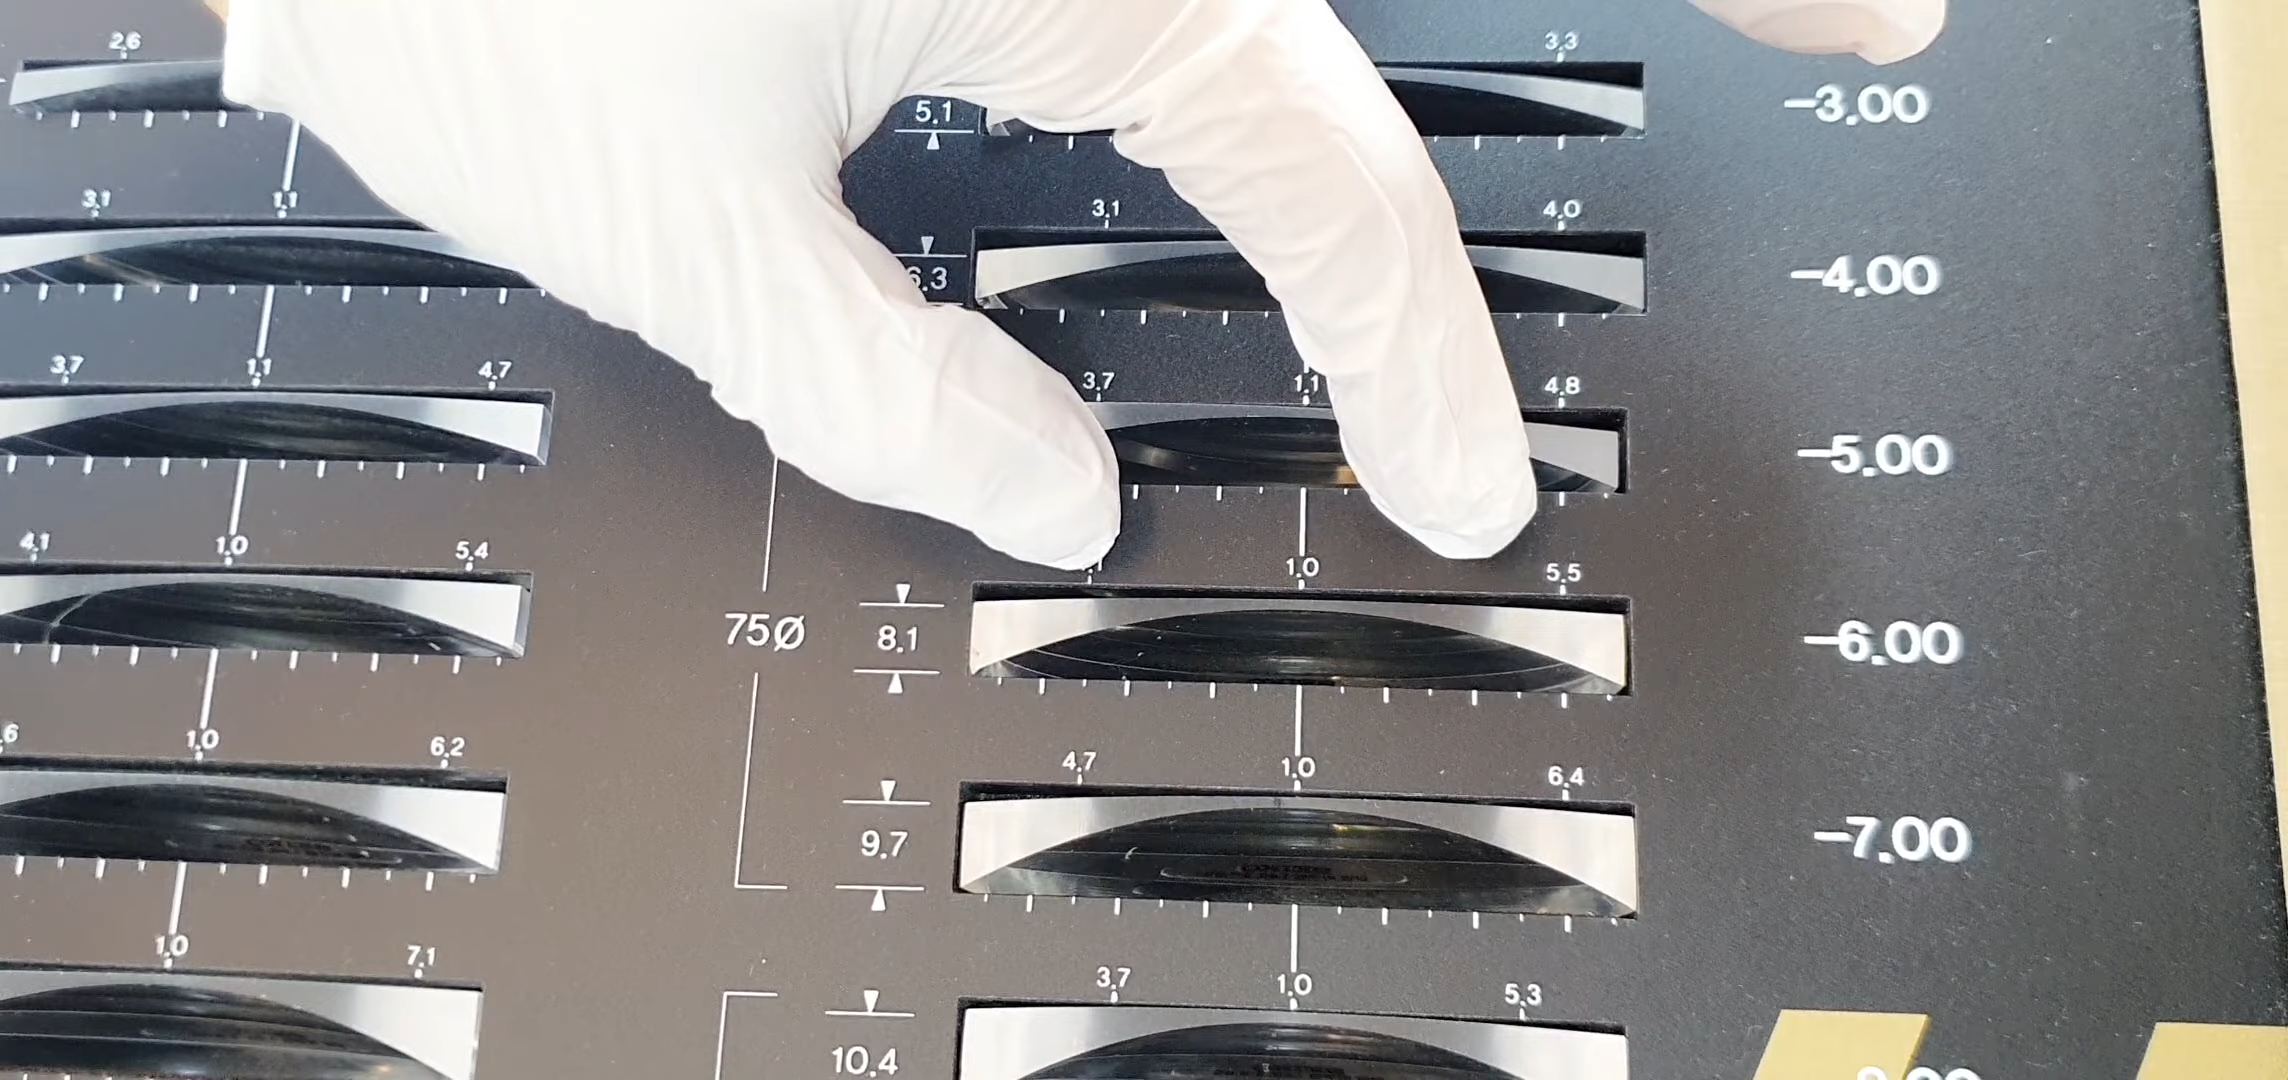 2.6 3.3
5.1 -3.00
3.1 1.1 3.1 4.0
6.3 -4.00
3.7 1.1 4.7 3.7 1.1 4.8
-5.00
4.1 1.0 5.4 1.0 5.5
75Ø 8.1 -6.00
1.0 6.2 4.7 1.0 6.4
9.7 -7.00
1.0 7.1 3.7 1.0 5.3
10.4